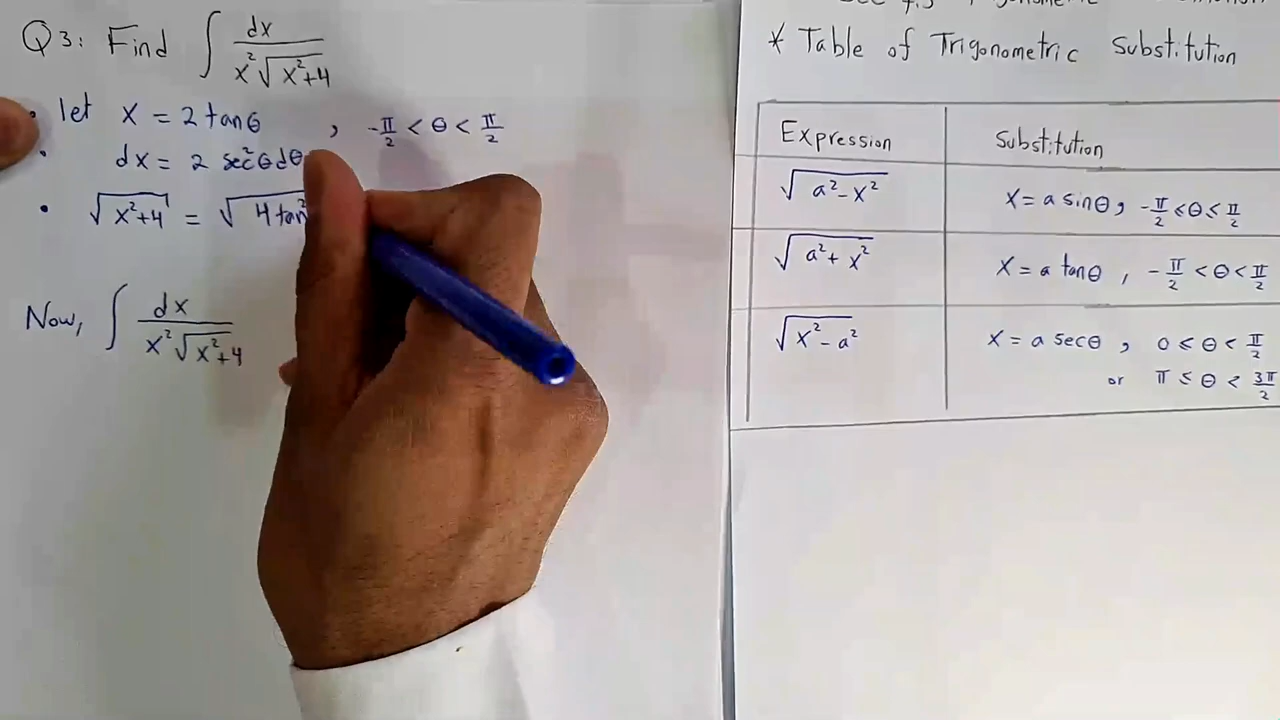 Q3: Find ∫ dx / x²√(x²+4)
• let x = 2 tanθ , -π/2 < θ < π/2
• dx = 2 sec²θ dθ
• √(x²+4) = √4tan²
Now, ∫ dx / x²√(x²+4)
* Table of Trigonometric Substitution
Expression Substitution
√(a²-x²) x = a sinθ, -π/2 ≤ θ ≤ π/2
√(a²+x²) x = a tanθ , -π/2 < θ < π/2
√(x²-a²) x = a secθ , 0 ≤ θ < π/2
or π ≤ θ < 3π/2